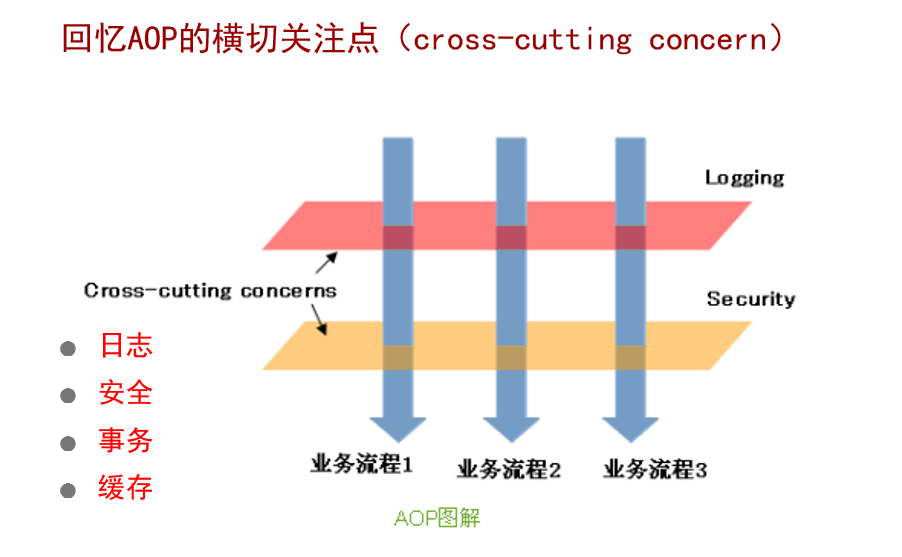 回忆AOP的横切关注点（cross-cutting concern）
Logging
Cross-cutting concerns
Security
日志
安全
事务
缓存
业务流程1
业务流程2
业务流程3
AOP图解